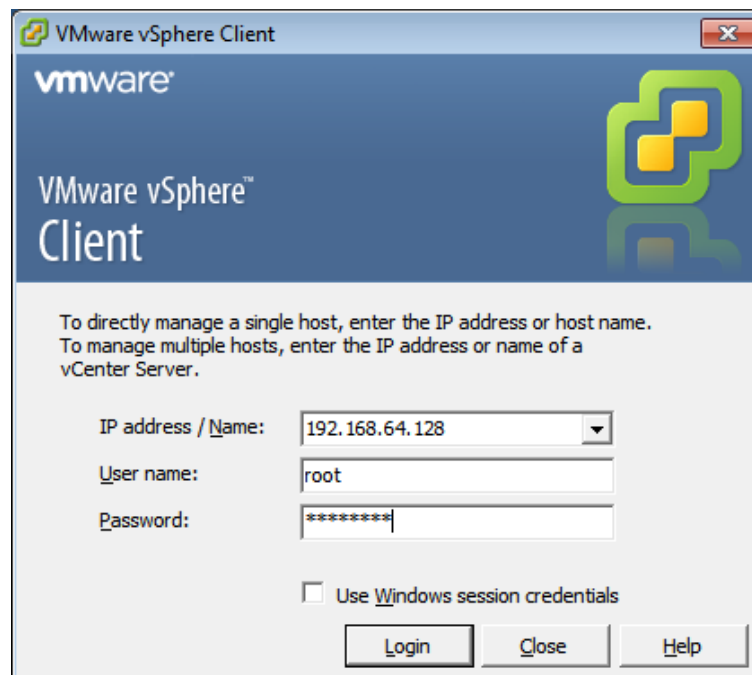 VMware vSphere Client
vmware
VMware vSphere™
Client
To directly manage a single host, enter the IP address or host name.
To manage multiple hosts, enter the IP address or name of a
vCenter Server.
IP address / Name: 192.168.64.128
User name: root
Password: ********
Use Windows session credentials
Login Close Help